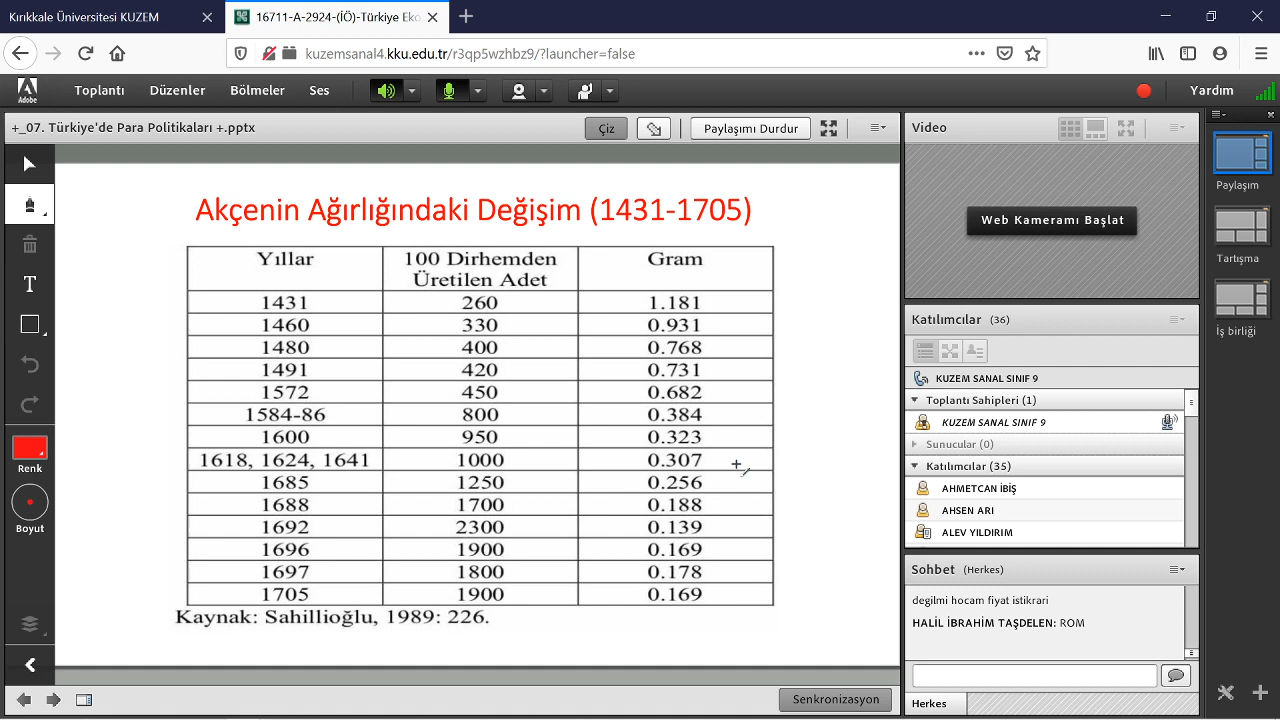 Kırıkkale Üniversitesi KUZEM
16711-A-2924-(İÖ)-Türkiye Eko
kuzemsanal4.kku.edu.tr/r3qp5wzhbz9/?launcher=false
Adobe
Toplantı Düzenler Bölmeler Ses
Yardım
+_07. Türkiye'de Para Politikaları +.pptx
Çiz
Paylaşımı Durdur
Akçenin Ağırlığındaki Değişim (1431-1705)
Yıllar 100 Dirhemden Üretilen Adet Gram
1431 260 1.181
1460 330 0.931
1480 400 0.768
1491 420 0.731
1572 450 0.682
1584-86 800 0.384
1600 950 0.323
1618, 1624, 1641 1000 0.307
1685 1250 0.256
1688 1700 0.188
1692 2300 0.139
1696 1900 0.169
1697 1800 0.178
1705 1900 0.169
Kaynak: Sahillioğlu, 1989: 226.
T
Renk
Boyut
Senkronizasyon
Video
Web Kameramı Başlat
Katılımcılar (36)
KUZEM SANAL SINIF 9
Toplantı Sahipleri (1)
KUZEM SANAL SINIF 9
Sunucular (0)
Katılımcılar (35)
AHMETCAN İBİŞ
AHSEN ARI
ALEV YILDIRIM
Sohbet (Herkes)
degilmi hocam fiyat istikrari
HALİL İBRAHİM TAŞDELEN: ROM
Herkes
Paylaşım
Tartışma
İş birliği